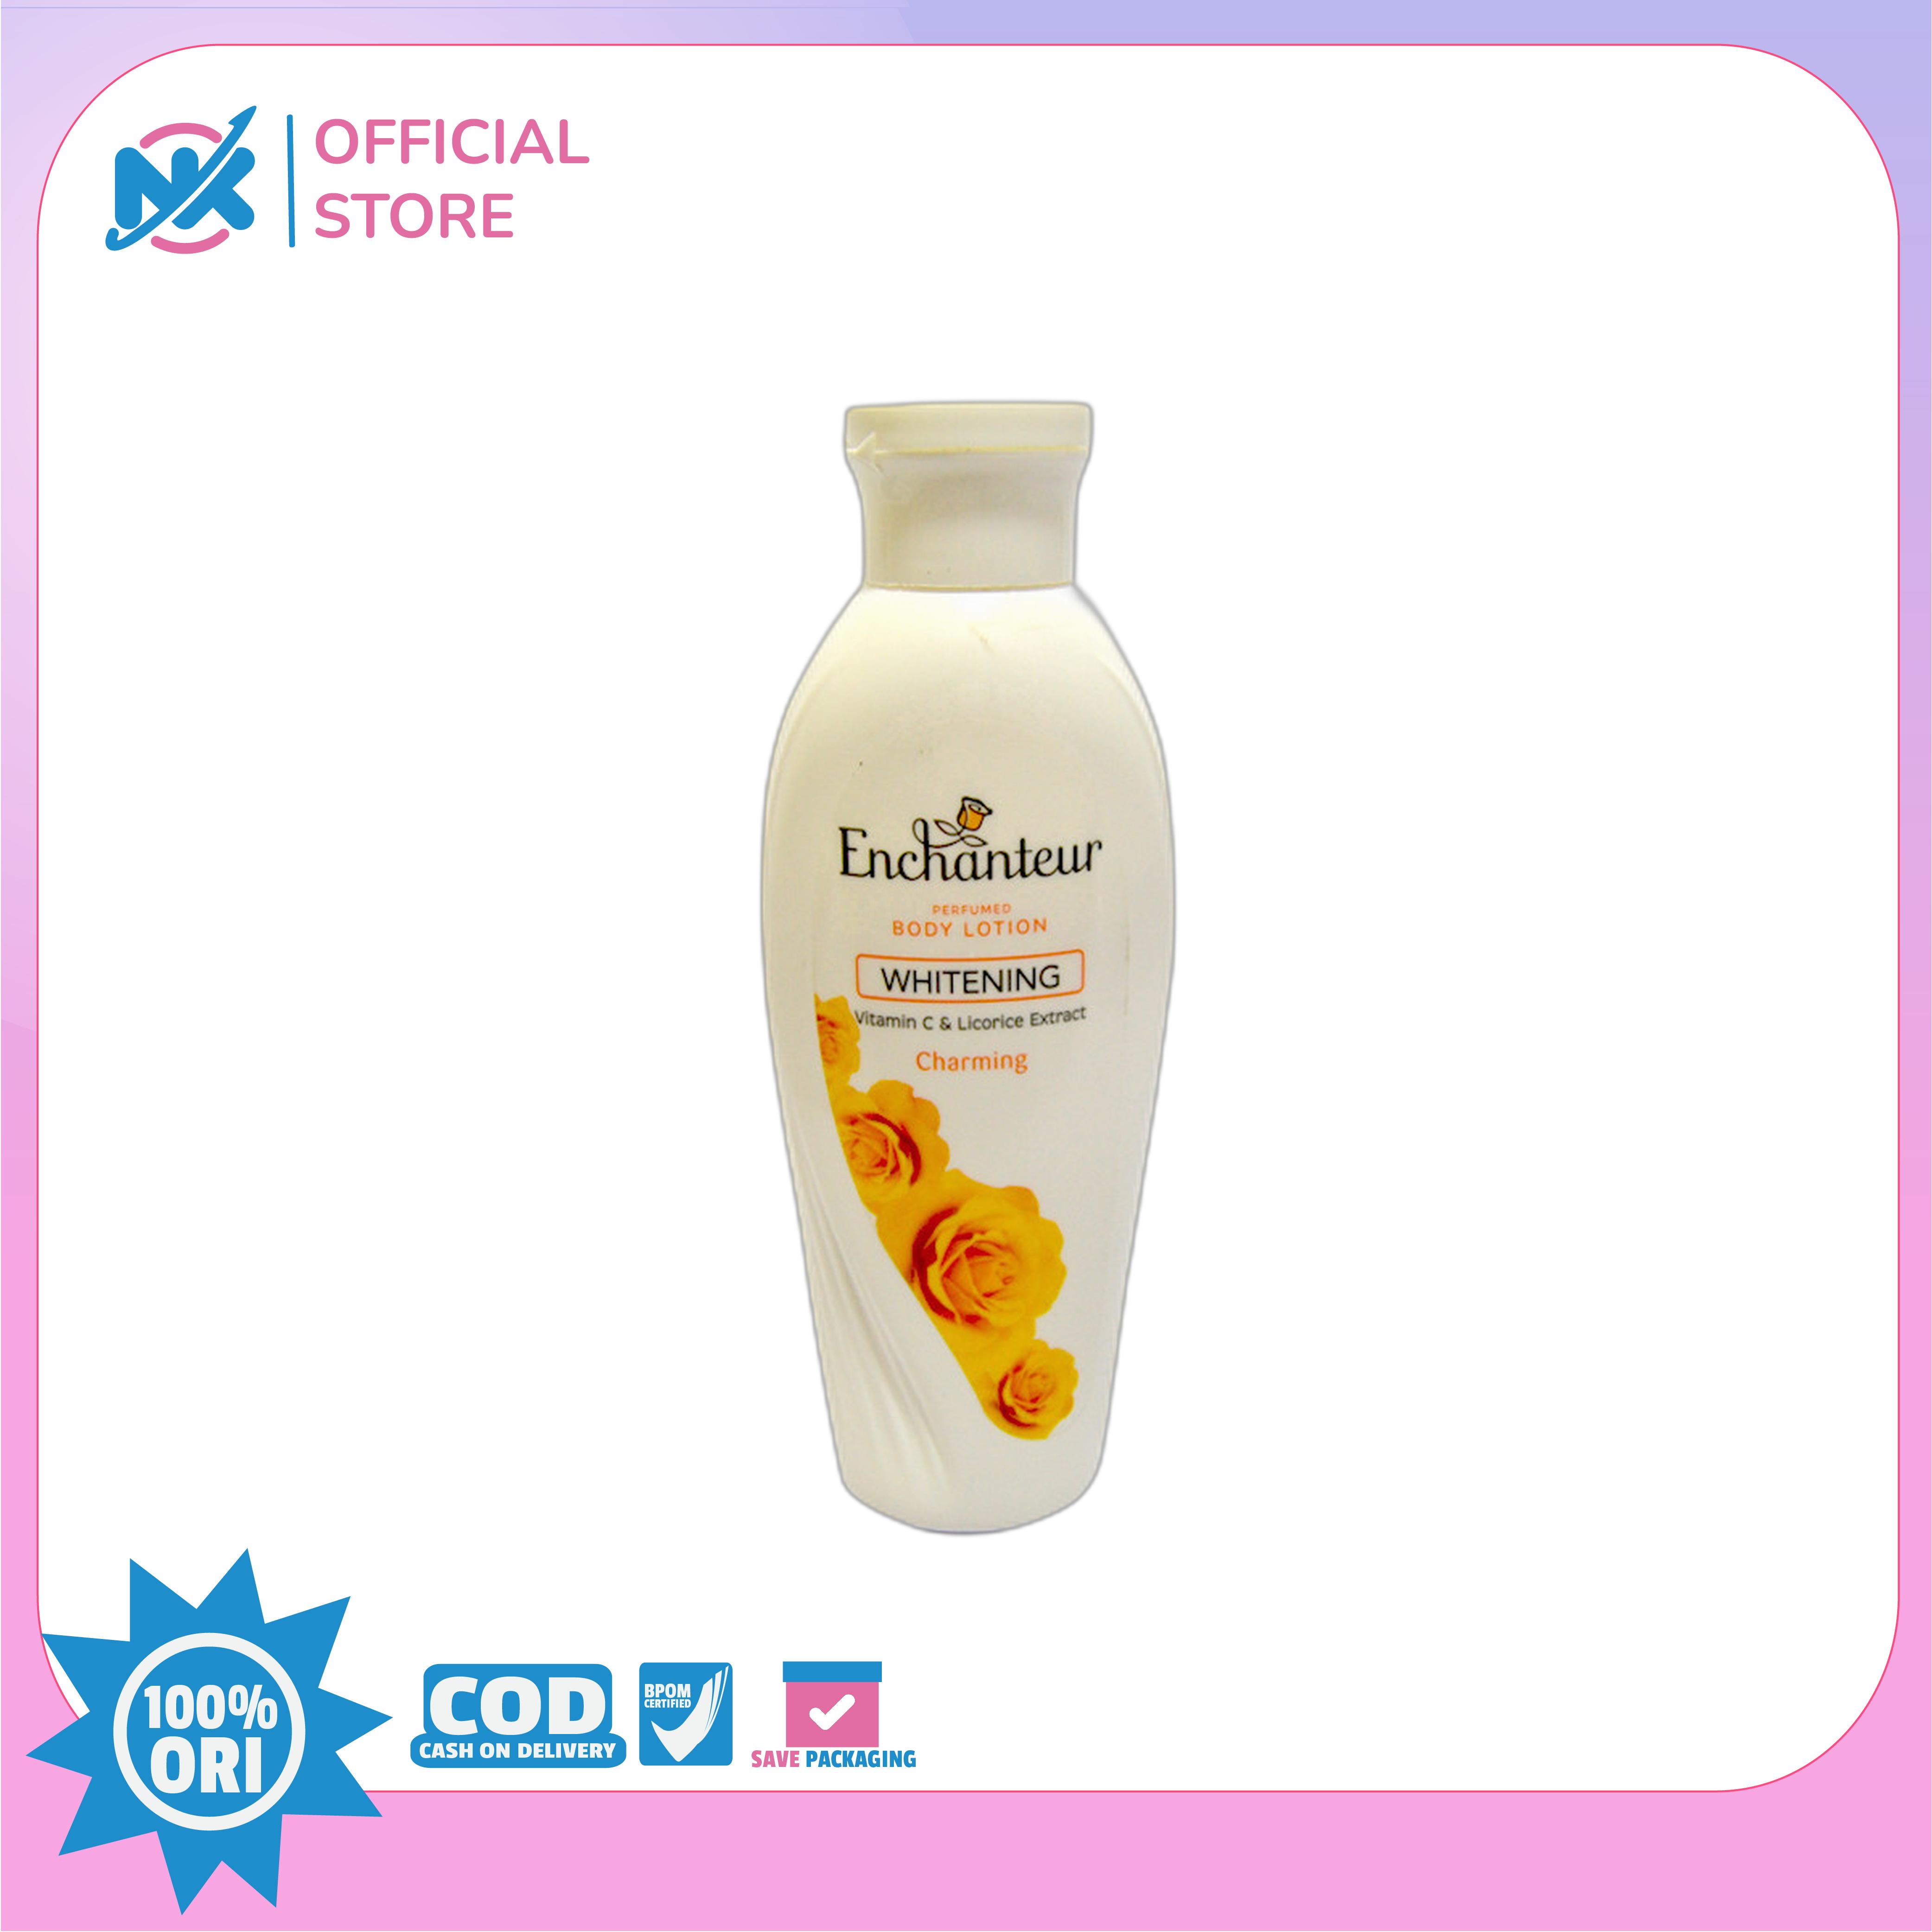 NK
OFFICIAL
STORE
Enchanteur
PERFUMED
BODY LOTION
WHITENING
Vitamin C & Licorice Extract
Charming
100%
ORI
COD
CASH ON DELIVERY
BPOM
CERTIFIED
SAVE PACKAGING